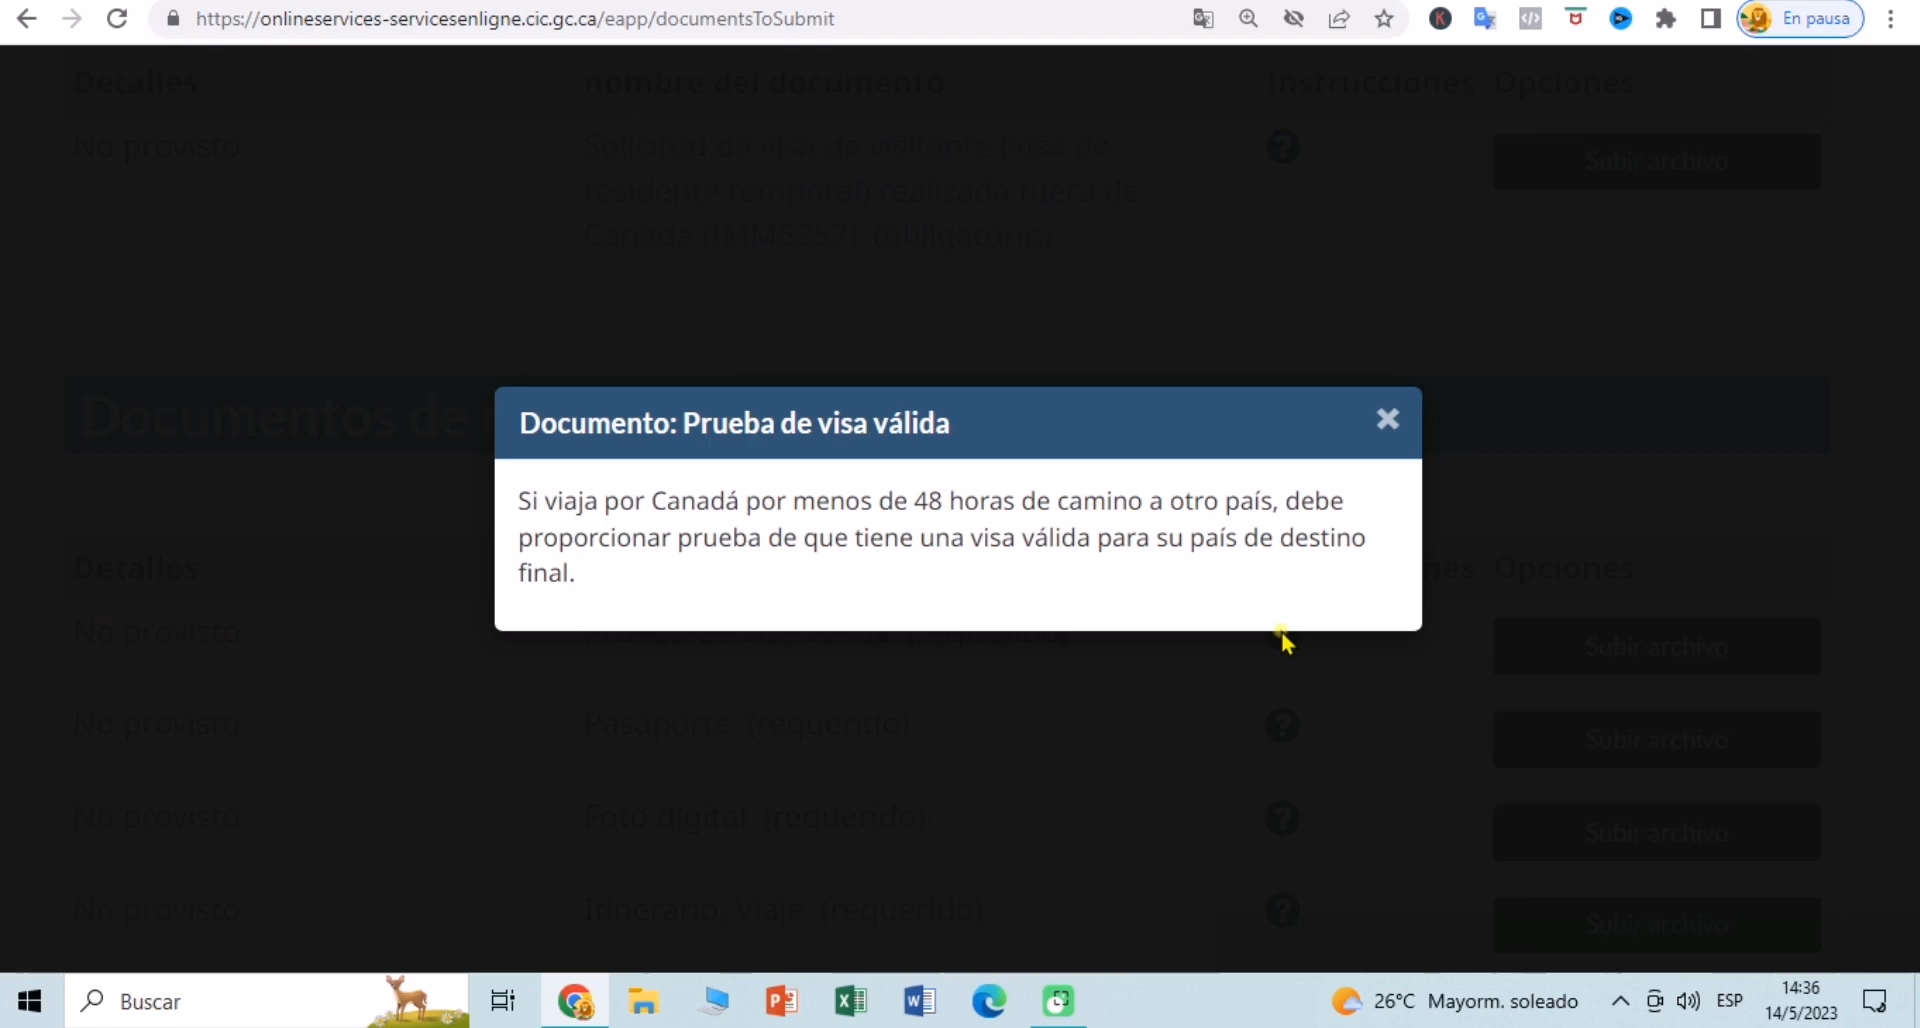 https://onlineservices-servicesenligne.cic.gc.ca/eapp/documentsToSubmit
En pausa
Detalles nombre del documento Instrucciones Opciones
No provisto Solicitud de visa de visitante (visa de Subir archivo
residente temporal) realizada fuera de
Canadá (IMM5257) (obligatorio)
Documentos de
Documento: Prueba de visa válida
Si viaja por Canadá por menos de 48 horas de camino a otro país, debe
proporcionar prueba de que tiene una visa válida para su país de destino
final.
Detalles nes Opciones
No provisto (requerido) Subir archivo
No provisto Pasaporte (requerido) Subir archivo
No provisto Foto digital (requerido) Subir archivo
No provisto Itinerario, Viaje (requerido) Subir archivo
Buscar 26°C Mayorm. soleado ESP 14:36
14/5/2023